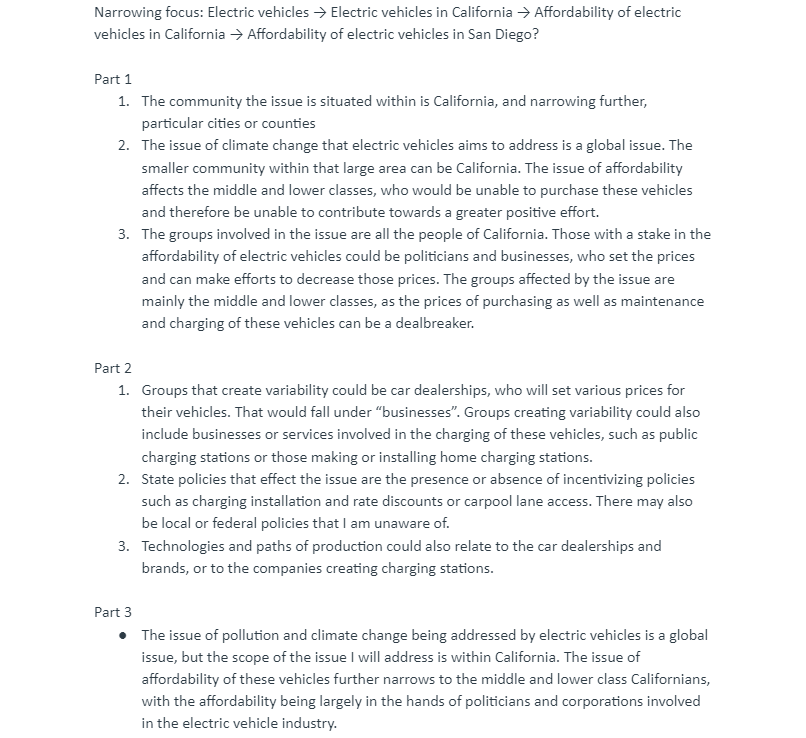 Narrowing focus: Electric vehicles → Electric vehicles in California → Affordability of electric
vehicles in California → Affordability of electric vehicles in San Diego?
Part 1
1. The community the issue is situated within is California, and narrowing further,
particular cities or counties
2. The issue of climate change that electric vehicles aims to address is a global issue. The
smaller community within that large area can be California. The issue of affordability
affects the middle and lower classes, who would be unable to purchase these vehicles
and therefore be unable to contribute towards a greater positive effort.
3. The groups involved in the issue are all the people of California. Those with a stake in the
affordability of electric vehicles could be politicians and businesses, who set the prices
and can make efforts to decrease those prices. The groups affected by the issue are
mainly the middle and lower classes, as the prices of purchasing as well as maintenance
and charging of these vehicles can be a dealbreaker.
Part 2
1. Groups that create variability could be car dealerships, who will set various prices for
their vehicles. That would fall under “businesses”. Groups creating variability could also
include businesses or services involved in the charging of these vehicles, such as public
charging stations or those making or installing home charging stations.
2. State policies that effect the issue are the presence or absence of incentivizing policies
such as charging installation and rate discounts or carpool lane access. There may also
be local or federal policies that I am unaware of.
3. Technologies and paths of production could also relate to the car dealerships and
brands, or to the companies creating charging stations.
Part 3
● The issue of pollution and climate change being addressed by electric vehicles is a global
issue, but the scope of the issue I will address is within California. The issue of
affordability of these vehicles further narrows to the middle and lower class Californians,
with the affordability being largely in the hands of politicians and corporations involved
in the electric vehicle industry.